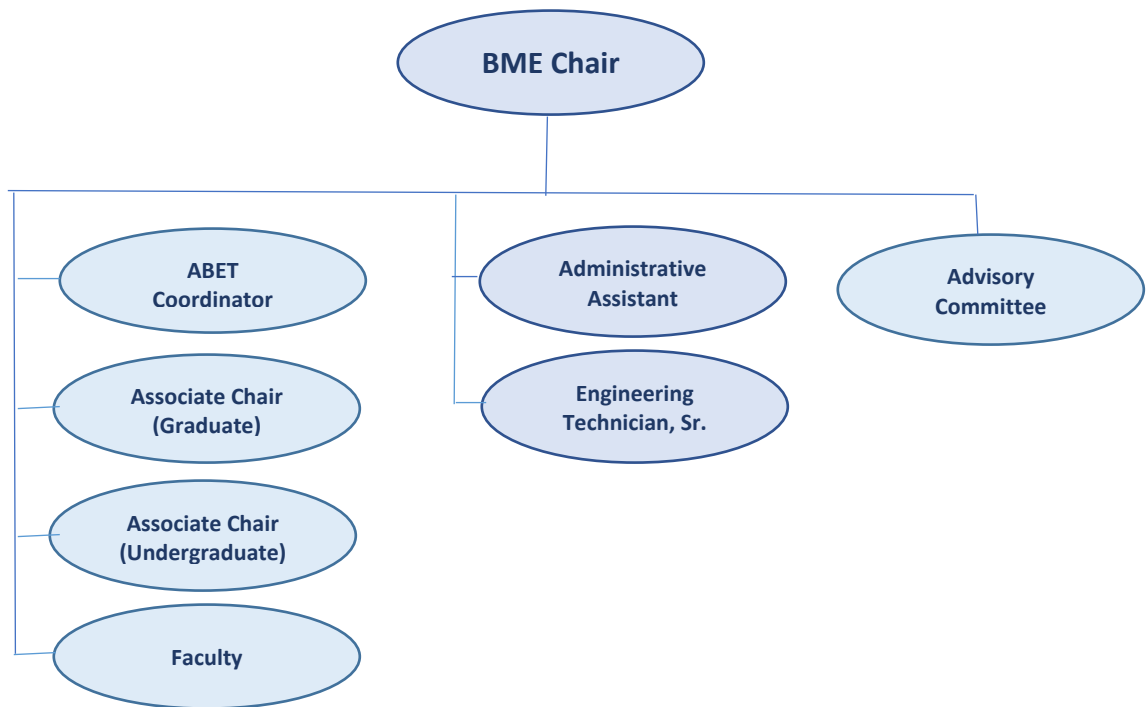 BME Chair
ABET
Coordinator
Associate Chair
(Graduate)
Associate Chair
(Undergraduate)
Faculty
Administrative
Assistant
Engineering
Technician, Sr.
Advisory
Committee